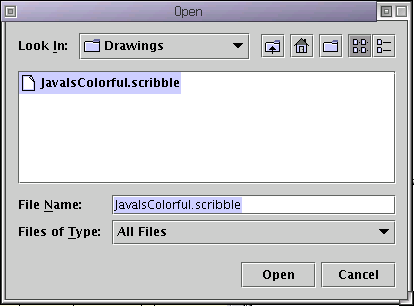 Open
Look In: Drawings
JavaIsColorful.scribble
File Name: JavaIsColorful.scribble
Files of Type: All Files
Open Cancel